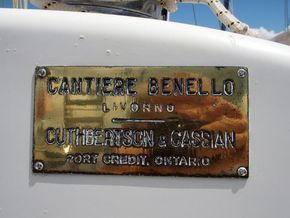 CANTIERE BENELLO
LIVORNO
CUTHBERTSON & CASSIAN
PORT CREDIT, ONTARIO